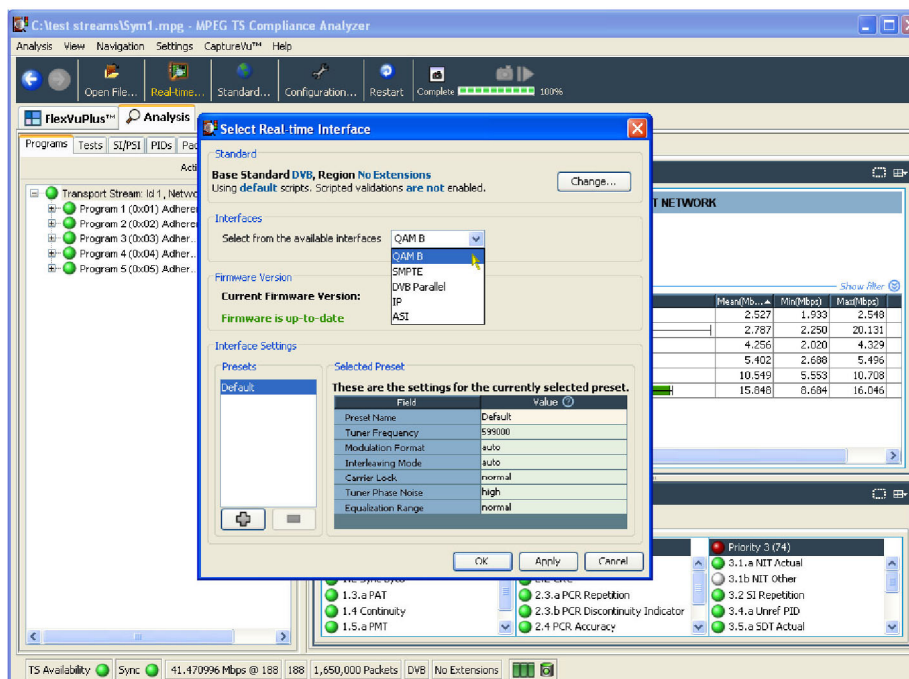 C:\test streams\Sym1.mpg - MPEG TS Compliance Analyzer
Analysis View Navigation Settings CaptureVu™ Help
Open File... Real-time... Standard... Configuration... Restart Complete 100%
FlexVuPlus™ Analysis
Programs Tests SI/PSI PIDs Pac
Acti
Transport Stream: Id 1, Netwo
Program 1 (0x01) Adherer
Program 2 (0x02) Adherer
Program 3 (0x03) Adher...
Program 4 (0x04) Adher...
Program 5 (0x05) Adher...
Select Real-time Interface
Standard
Base Standard DVB, Region No Extensions
Using default scripts. Scripted validations are not enabled.
Change...
Interfaces
Select from the available interfaces QAM B
QAM B
SMPTE
DVB Parallel
IP
ASI
Firmware Version
Current Firmware Version:
Firmware is up-to-date
Interface Settings
Presets
Default
Selected Preset
These are the settings for the currently selected preset.
Field Value
Preset Name Default
Tuner Frequency 599000
Modulation Format auto
Interleaving Mode auto
Carrier Lock normal
Tuner Phase Noise high
Equalization Range normal
OK Apply Cancel
T NETWORK
Show filter
Mean(Mb... Min(Mbps) Max(Mbps)
2.527 1.933 2.548
2.787 2.250 20.131
4.256 2.020 4.329
5.402 2.688 5.496
10.549 5.553 10.708
15.848 8.684 16.046
1.3.a PAT
1.4 Continuity
1.5.a PMT
2.3.a PCR Repetition
2.3.b PCR Discontinuity Indicator
2.4 PCR Accuracy
Priority 3 (74)
3.1.a NIT Actual
3.1b NIT Other
3.2 SI Repetition
3.4.a Unref PID
3.5.a SDT Actual
TS Availability Sync 41.470996 Mbps @ 188 188 1,650,000 Packets DVB No Extensions